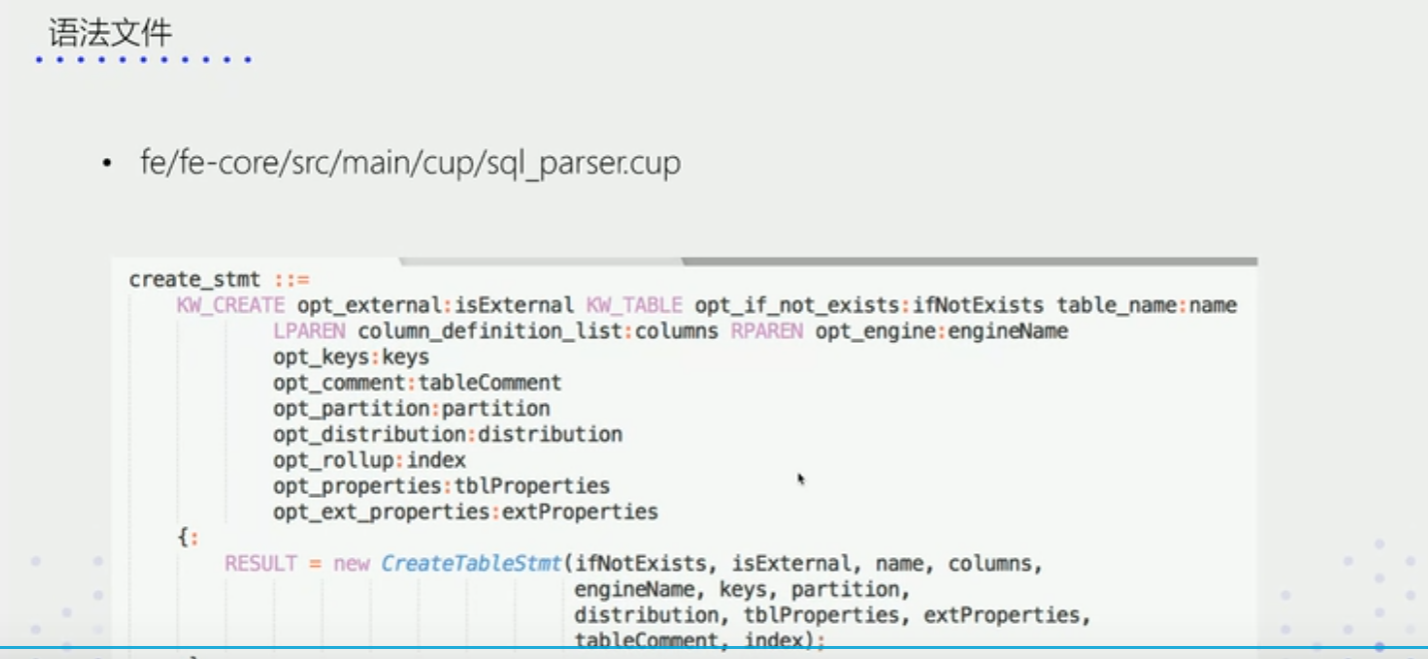 语法文件
• fe/fe-core/src/main/cup/sql_parser.cup
create_stmt ::=
KW_CREATE opt_external:isExternal KW_TABLE opt_if_not_exists:ifNotExists table_name:name
LPAREN column_definition_list:columns RPAREN opt_engine:engineName
opt_keys:keys
opt_comment:tableComment
opt_partition:partition
opt_distribution:distribution
opt_rollup:index
opt_properties:tblProperties
opt_ext_properties:extProperties
{:
RESULT = new CreateTableStmt(ifNotExists, isExternal, name, columns,
engineName, keys, partition,
distribution, tblProperties, extProperties,
tableComment, index);